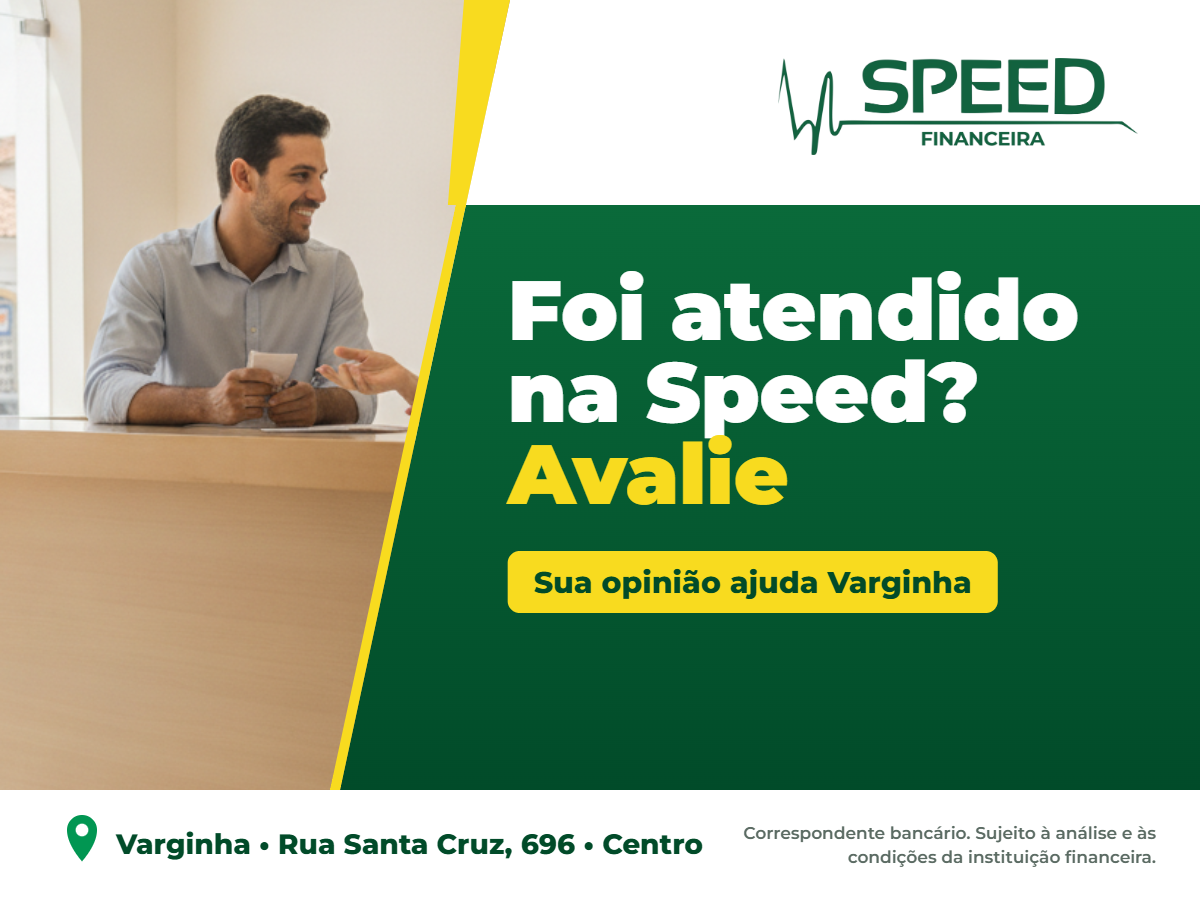 SPEED
FINANCEIRA
Foi atendido
na Speed?
Avalie
Sua opinião ajuda Varginha
Varginha • Rua Santa Cruz, 696 • Centro
Correspondente bancário. Sujeito à análise e às
condições da instituição financeira.